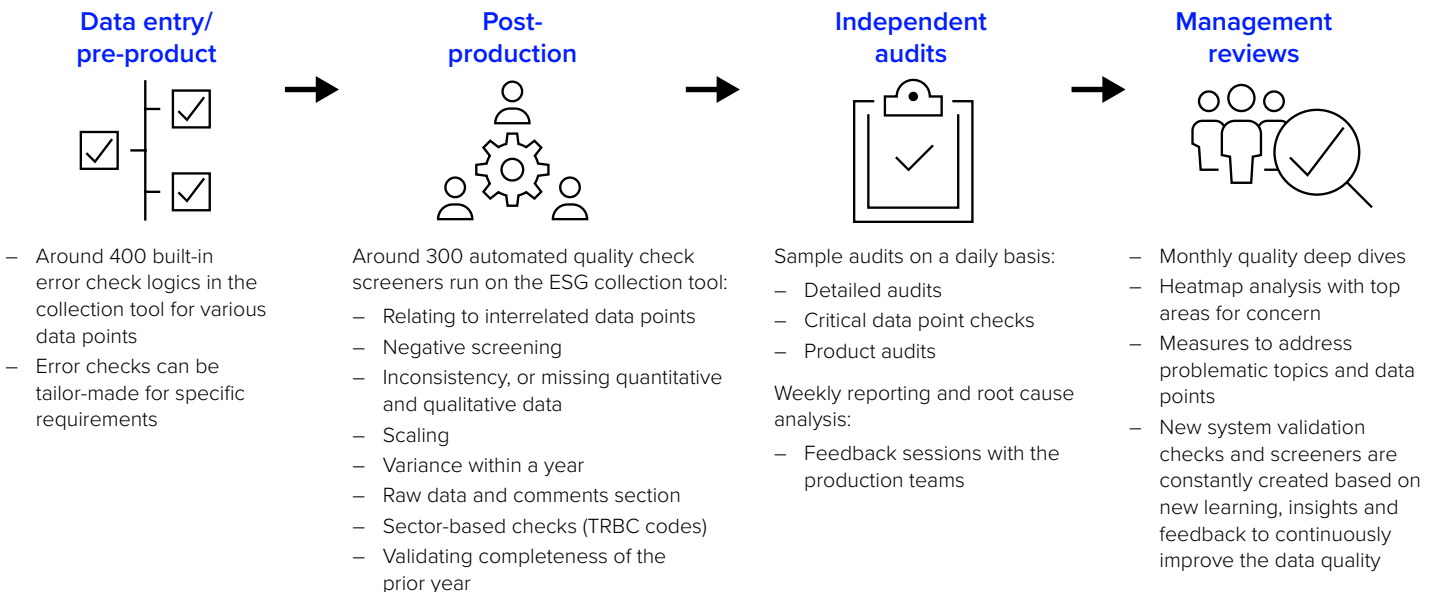 Data entry/
pre-product
– Around 400 built-in
error check logics in the
collection tool for various
data points
– Error checks can be
tailor-made for specific
requirements
Post-
production
Around 300 automated quality check
screeners run on the ESG collection tool:
– Relating to interrelated data points
– Negative screening
– Inconsistency, or missing quantitative
and qualitative data
– Scaling
– Variance within a year
– Raw data and comments section
– Sector-based checks (TRBC codes)
– Validating completeness of the
prior year
Independent
audits
Sample audits on a daily basis:
– Detailed audits
– Critical data point checks
– Product audits
Weekly reporting and root cause
analysis:
– Feedback sessions with the
production teams
Management
reviews
– Monthly quality deep dives
– Heatmap analysis with top
areas for concern
– Measures to address
problematic topics and data
points
– New system validation
checks and screeners are
constantly created based on
new learning, insights and
feedback to continuously
improve the data quality